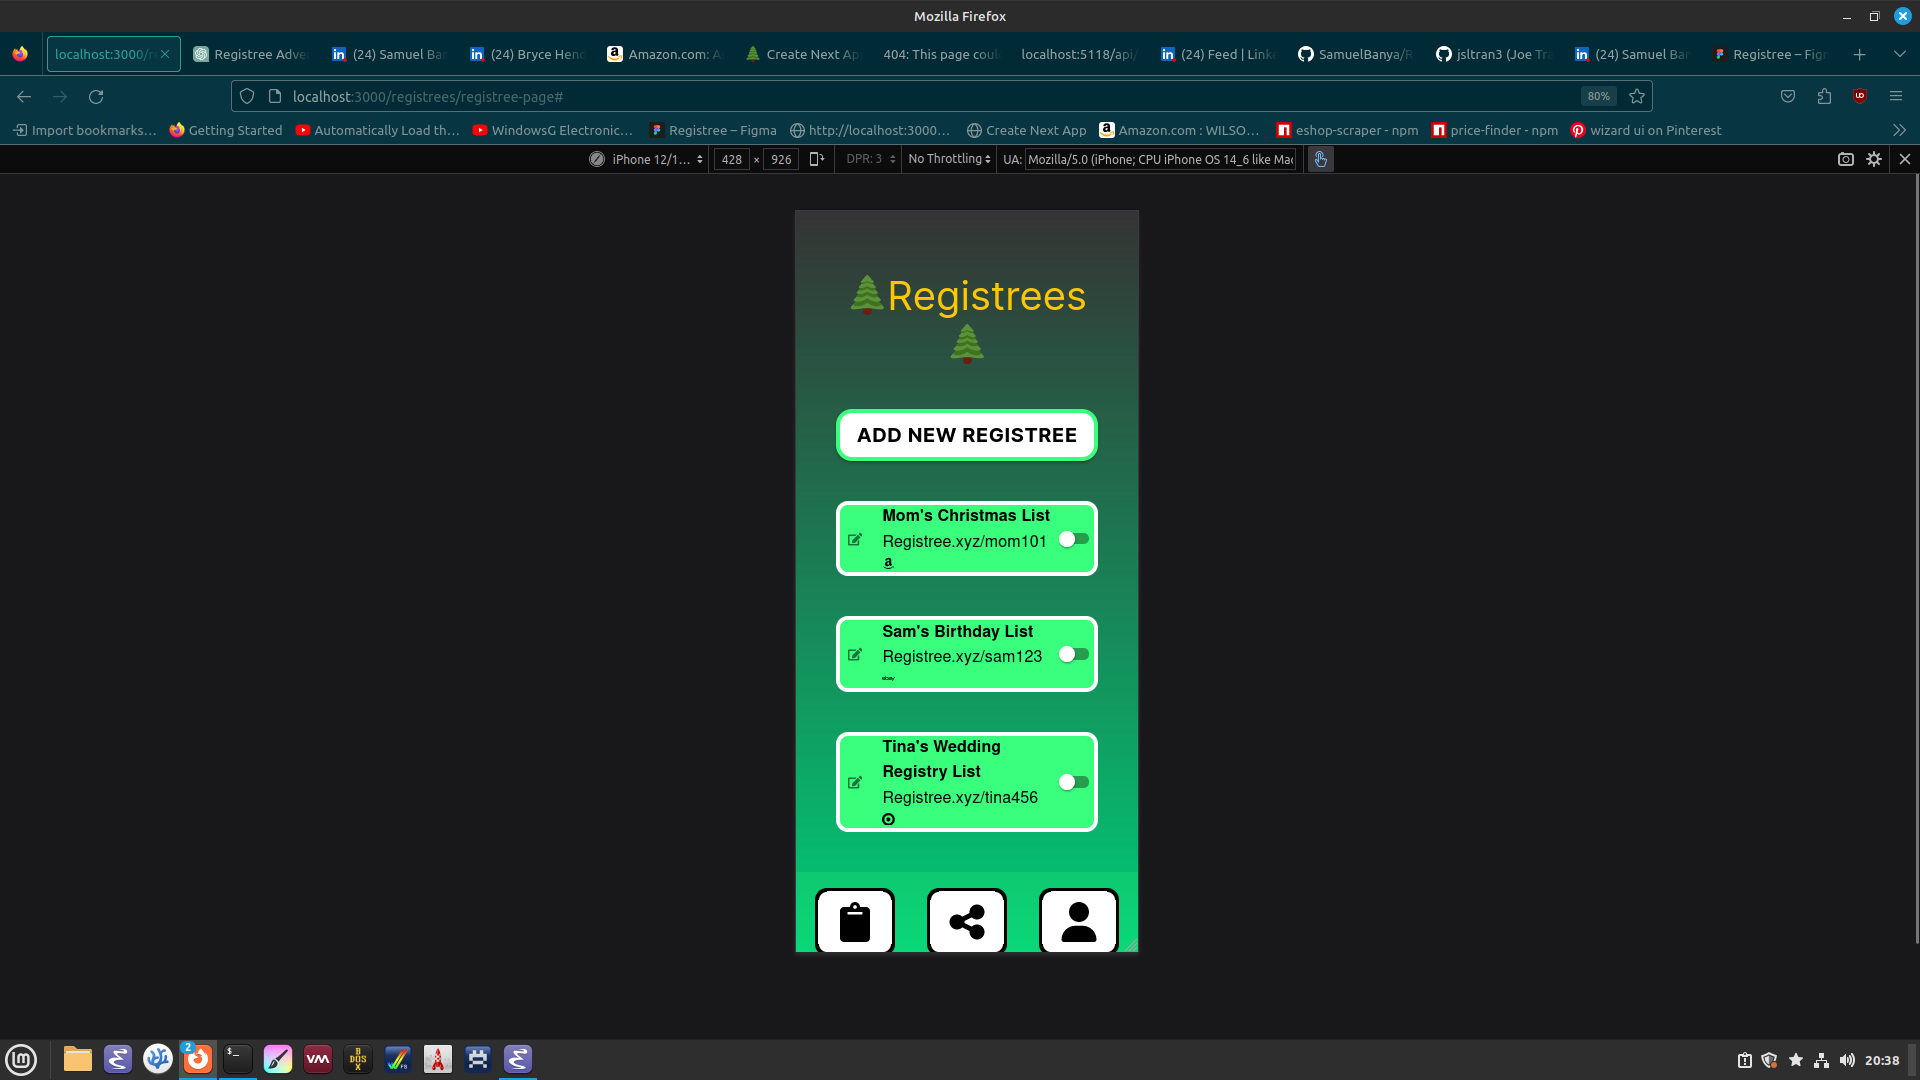 Mozilla Firefox
localhost:3000/r
Registree Adve
(24) Samuel Ba
(24) Bryce Hen
Amazon.com: A
Create Next Ap
404: This page coul
localhost:5118/api/
(24) Feed | Link
SamuelBanya/R
jsltran3 (Joe Tra
(24) Samuel Ba
Registree – Fig
localhost:3000/registrees/registree-page#
80%
Import bookmarks…
Getting Started
Automatically Load th…
WindowsG Electronic…
Registree – Figma
http://localhost:3000…
Create Next App
Amazon.com : WILSO…
eshop-scraper - npm
price-finder - npm
wizard ui on Pinterest
iPhone 12/1…
428 × 926
DPR: 3
No Throttling
UA: Mozilla/5.0 (iPhone; CPU iPhone OS 14_6 like Mac
Registrees
ADD NEW REGISTREE
Mom's Christmas List
Registree.xyz/mom101
a
Sam's Birthday List
Registree.xyz/sam123
ebay
Tina's Wedding
Registry List
Registree.xyz/tina456
20:38